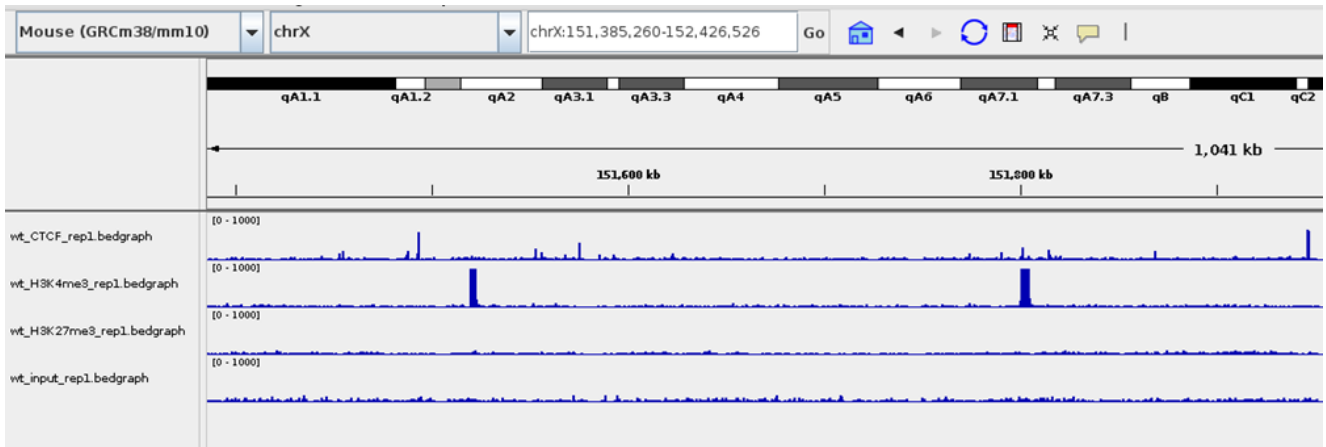 Mouse (GRCm38/mm10) chrX chrX:151,385,260-152,426,526 Go
qA1.1 qA1.2 qA2 qA3.1 qA3.3 qA4 qA5 qA6 qA7.1 qA7.3 qB qC1 qC2
1,041 kb
151,600 kb 151,800 kb
[0 - 1000]
wt_CTCF_rep1.bedgraph
[0 - 1000]
wt_H3K4me3_rep1.bedgraph
[0 - 1000]
wt_H3K27me3_rep1.bedgraph
[0 - 1000]
wt_input_rep1.bedgraph